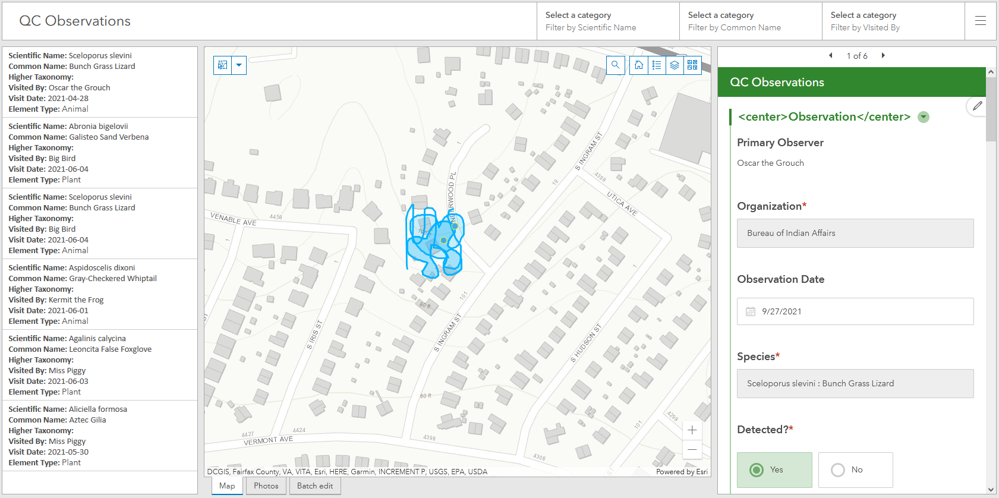 QC Observations
Select a category
Filter by Scientific Name
Select a category
Filter by Common Name
Select a category
Filter by VIsited By
Scientific Name: Sceloporus slevini
Common Name: Bunch Grass Lizard
Higher Taxonomy:
Visited By: Oscar the Grouch
Visit Date: 2021-04-28
Element Type: Animal
Scientific Name: Abronia bigelovii
Common Name: Galisteo Sand Verbena
Higher Taxonomy:
Visited By: Big Bird
Visit Date: 2021-06-04
Element Type: Plant
Scientific Name: Sceloporus slevini
Common Name: Bunch Grass Lizard
Higher Taxonomy:
Visited By: Big Bird
Visit Date: 2021-06-04
Element Type: Animal
Scientific Name: Aspidoscelis dixoni
Common Name: Gray-Checkered Whiptail
Higher Taxonomy:
Visited By: Kermit the Frog
Visit Date: 2021-06-01
Element Type: Animal
Scientific Name: Agalinis calycina
Common Name: Leoncita False Foxglove
Higher Taxonomy:
Visited By: Miss Piggy
Visit Date: 2021-06-03
Element Type: Plant
Scientific Name: Aliciella formosa
Common Name: Aztec Gilia
Higher Taxonomy:
Visited By: Miss Piggy
Visit Date: 2021-05-30
Element Type: Plant
1
S INGRAM ST
4398
19
UTICA AVE
VENABLE AVE
4458
1
1
1
101
80 ft
S IRIS ST
S INGRAM ST
S HUDSON ST
60 ft
4298
101
4427
4424
VERMONT AVE
4398
4308
DCGIS, Fairfax County, VA, VITA, Esri, HERE, Garmin, INCREMENT P, USGS, EPA, USDA
Powered by Esri
Map
Photos
Batch edit
1 of 6
QC Observations
<center>Observation</center>
Primary Observer
Oscar the Grouch
Organization*
Bureau of Indian Affairs
Observation Date
9/27/2021
Species*
Sceloporus slevini : Bunch Grass Lizard
Detected?*
Yes
No